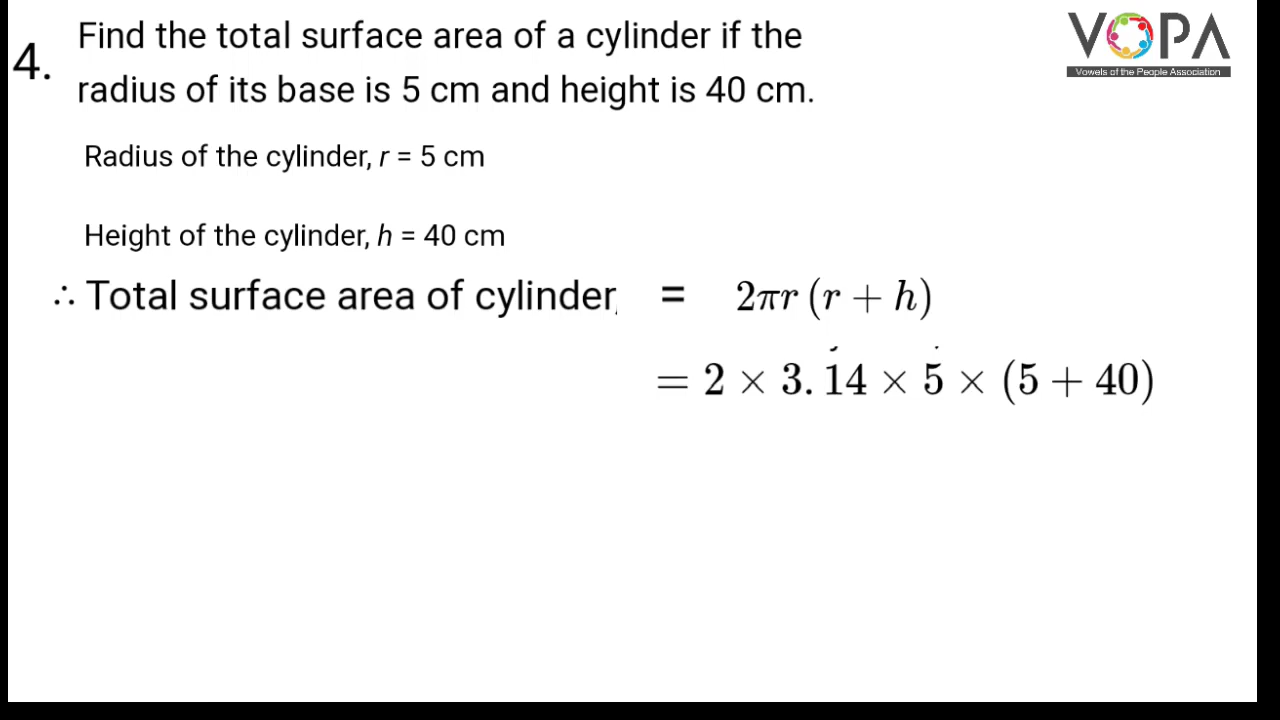 VOPA
Vowels of the People Association
4.
Find the total surface area of a cylinder if the
radius of its base is 5 cm and height is 40 cm.
Radius of the cylinder, r = 5 cm
Height of the cylinder, h = 40 cm
∴ Total surface area of cylinder, = 2πr (r + h)
= 2 × 3. 14 × 5 × (5 + 40)